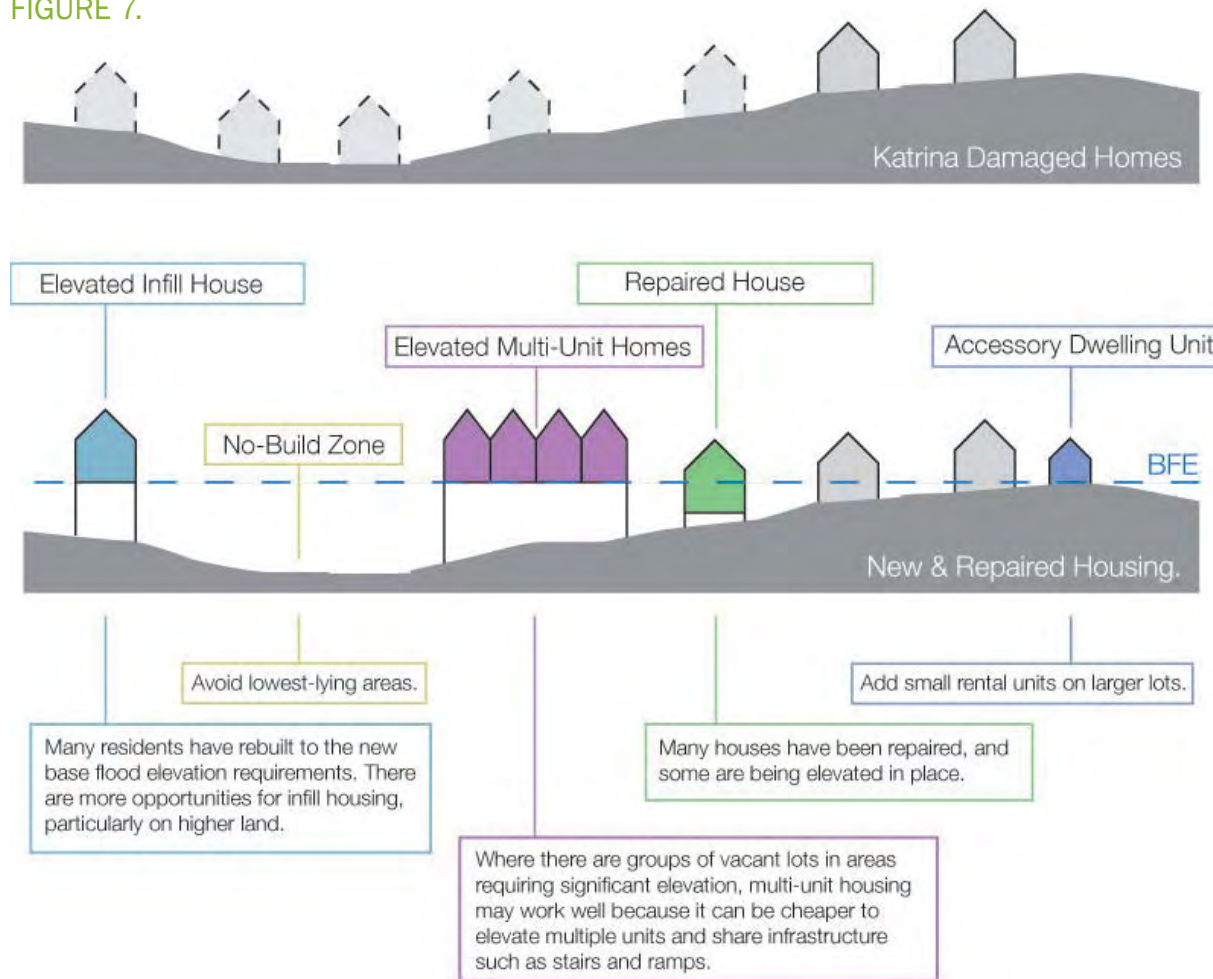 FIGURE 7.
Katrina Damaged Homes
Elevated Infill House
Repaired House
Elevated Multi-Unit Homes
Accessory Dwelling Unit
No-Build Zone
BFE
New & Repaired Housing.
Avoid lowest-lying areas.
Add small rental units on larger lots.
Many residents have rebuilt to the new
base flood elevation requirements. There
are more opportunities for infill housing,
particularly on higher land.
Many houses have been repaired, and
some are being elevated in place.
Where there are groups of vacant lots in areas
requiring significant elevation, multi-unit housing
may work well because it can be cheaper to
elevate multiple units and share infrastructure
such as stairs and ramps.